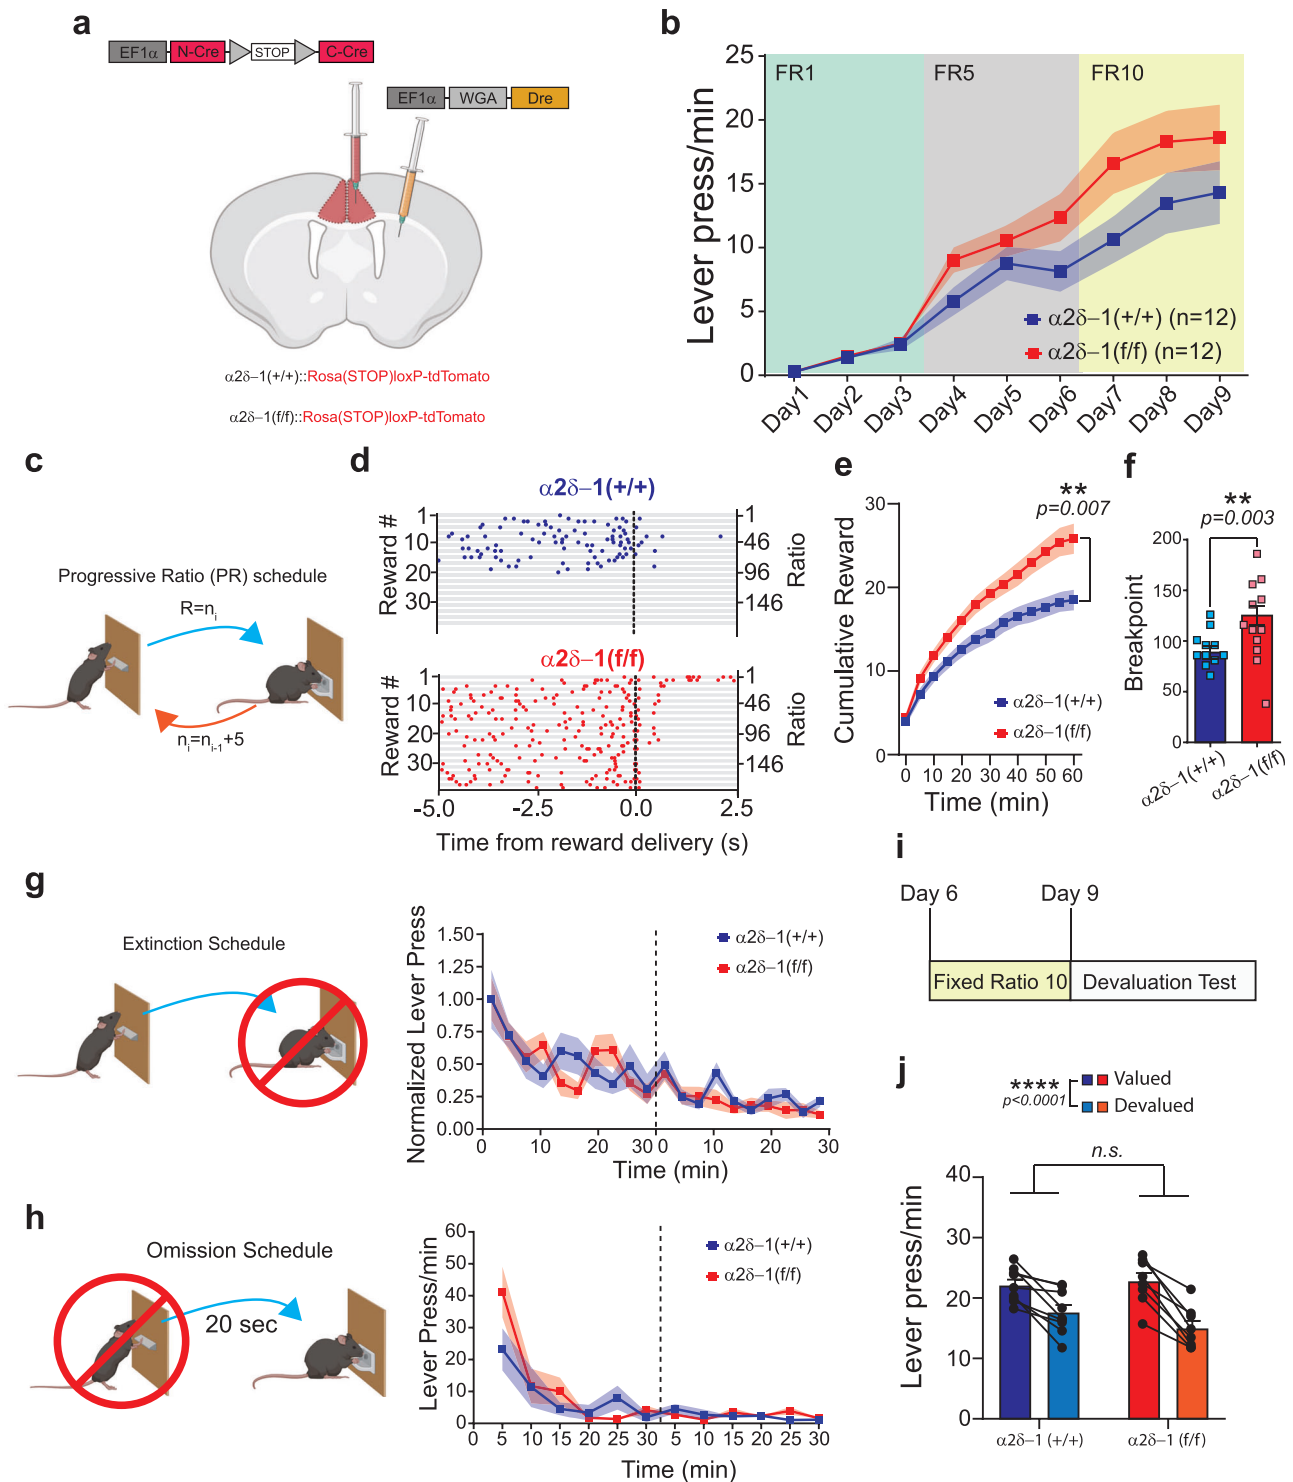 a
EF1α N-Cre STOP C-Cre
EF1α WGA Dre
α2δ–1(+/+)::Rosa(STOP)loxP-tdTomato
α2δ–1(f/f)::Rosa(STOP)loxP-tdTomato
b
FR1 FR5 FR10
Lever press/min
25
20
15
10
5
0
α2δ–1(+/+) (n=12)
α2δ–1(f/f) (n=12)
Day1 Day2 Day3 Day4 Day5 Day6 Day7 Day8 Day9
c
Progressive Ratio (PR) schedule
R=ni
ni=ni-1+5
d
α2δ–1(+/+)
Reward #
1
10
20
30
1
46
96
146
Ratio
α2δ–1(f/f)
Reward #
1
10
20
30
1
46
96
146
Ratio
-5.0 -2.5 0.0 2.5
Time from reward delivery (s)
e
**
p=0.007
Cumulative Reward
30
20
10
0
α2δ–1(+/+)
α2δ–1(f/f)
0 10 20 30 40 50 60
Time (min)
f
**
p=0.003
Breakpoint
200
150
100
50
0
α2δ–1(+/+) α2δ–1(f/f)
g
Extinction Schedule
Normalized Lever Press
1.50
1.25
1.00
0.75
0.50
0.25
0.00
α2δ–1(+/+)
α2δ–1(f/f)
0 10 20 30 0 10 20 30
Time (min)
h
Omission Schedule
20 sec
Lever Press/min
60
50
40
30
20
10
0
α2δ–1(+/+)
α2δ–1(f/f)
0 5 10 15 20 25 30 5 10 15 20 25 30
Time (min)
i
Day 6 Day 9
Fixed Ratio 10 Devaluation Test
j
**** Valued
p<0.0001 Devalued
n.s.
Lever press/min
40
30
20
10
0
α2δ–1 (+/+) α2δ–1 (f/f)